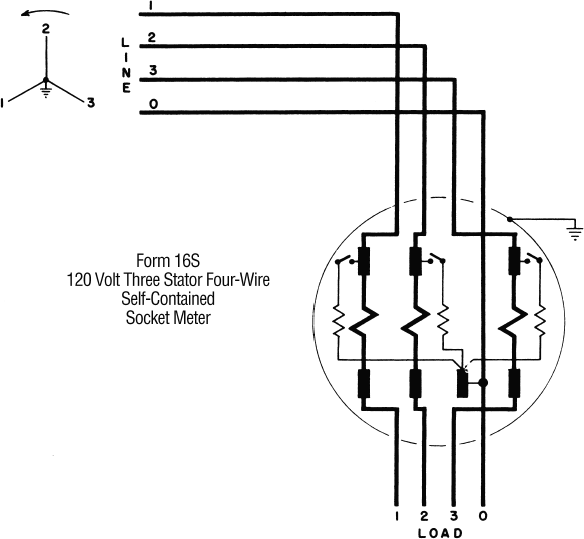 1
2
3
0
LINE
2
1
3
Form 16S
120 Volt Three Stator Four-Wire
Self-Contained
Socket Meter
1 2 3 0
LOAD